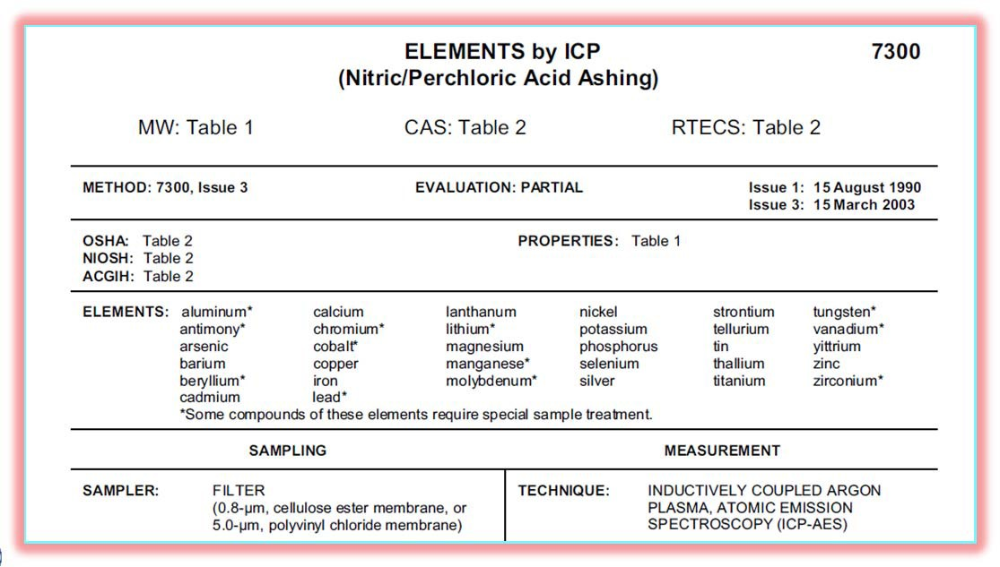 ELEMENTS by ICP 7300
(Nitric/Perchloric Acid Ashing)
MW: Table 1 CAS: Table 2 RTECS: Table 2
METHOD: 7300, Issue 3 EVALUATION: PARTIAL Issue 1: 15 August 1990
Issue 3: 15 March 2003
OSHA: Table 2 PROPERTIES: Table 1
NIOSH: Table 2
ACGIH: Table 2
ELEMENTS: aluminum* calcium lanthanum nickel strontium tungsten*
antimony* chromium* lithium* potassium tellurium vanadium*
arsenic cobalt* magnesium phosphorus tin yttrium
barium copper manganese* selenium thallium zinc
beryllium* iron molybdenum* silver titanium zirconium*
cadmium lead*
*Some compounds of these elements require special sample treatment.
SAMPLING MEASUREMENT
SAMPLER: FILTER TECHNIQUE: INDUCTIVELY COUPLED ARGON
(0.8-µm, cellulose ester membrane, or PLASMA, ATOMIC EMISSION
5.0-µm, polyvinyl chloride membrane) SPECTROSCOPY (ICP-AES)